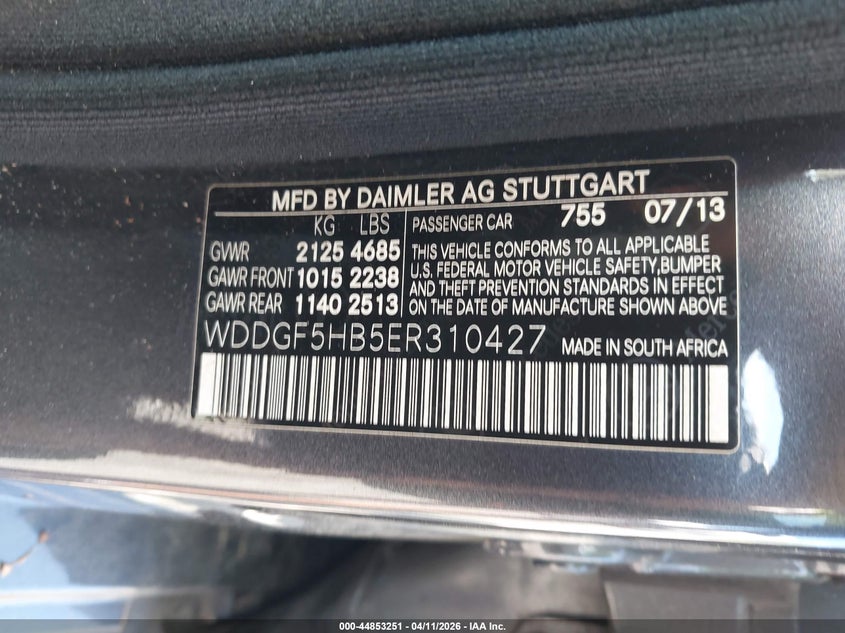 MFD BY DAIMLER AG STUTTGART
KG LBS
GVWR 2125 4685
GAWR FRONT 1015 2238
GAWR REAR 1140 2513
PASSENGER CAR 755 07/13
THIS VEHICLE CONFORMS TO ALL APPLICABLE
U.S. FEDERAL MOTOR VEHICLE SAFETY,BUMPER
AND THEFT PREVENTION STANDARDS IN EFFECT
ON THE DATE OF MANUFACTURE SHOWN ABOVE
WDDGF5HB5ER310427 MADE IN SOUTH AFRICA
000-44853251 | 04/11/2026 | IAA Inc.